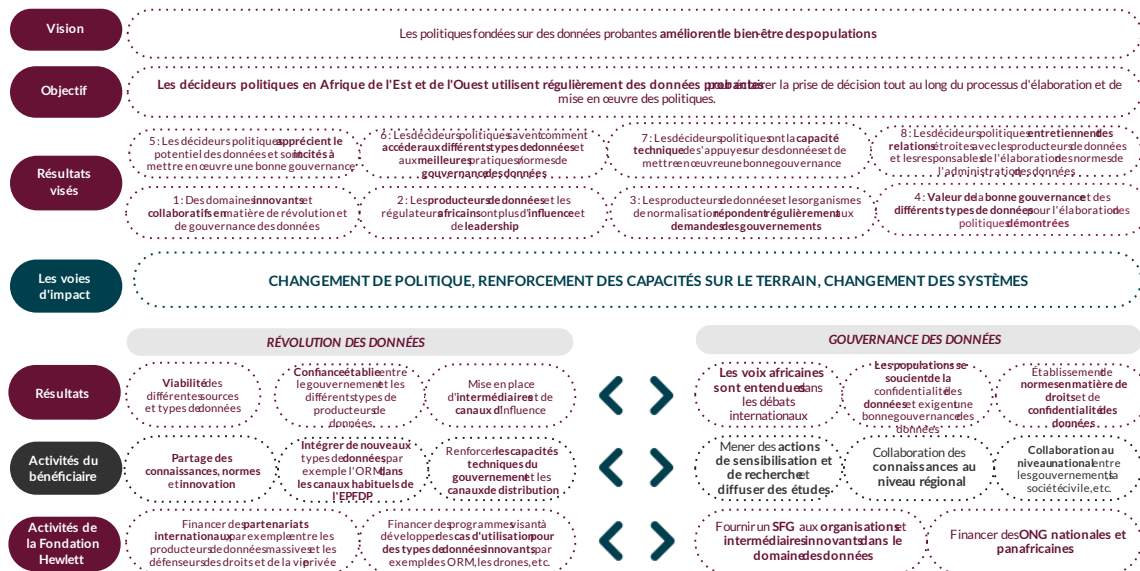 Vision
Les politiques fondées sur des données probantes améliorent le bien-être des populations
Objectif
Les décideurs politiques en Afrique de l'Est et de l'Ouest utilisent régulièrement des données probantes la prise de décision tout au long du processus d'élaboration et de
mise en œuvre des politiques.
Résultats
visés
5 : Les décideurs politiques apprécient le
potentiel des données et sont incités à
mettre en œuvre une bonne gouvernance
6 : Les décideurs politiques savent comment
accéder aux différents types de données et
aux meilleures pratiques/normes de
gouvernance des données
7 : Les décideurs politiques ont la capacité
technique de s'appuyer sur des données et de
mettre en œuvre une bonne gouvernance
8 : Les décideurs politiques entretiennent des
relations étroites avec les producteurs de données
et les responsables de l'élaboration des normes de
l'administration des données
1 : Des domaines innovants et
collaboratifs en matière de révolution et
de gouvernance des données
2 : Les producteurs de données et les
régulateurs africains ont plus d'influence et
de leadership
3 : Les producteurs de données et les organismes
de normalisation répondent régulièrement aux
demandes des gouvernements
4 : Valeur de la bonne gouvernance et des
différents types de données pour l'élaboration des
politiques démontrées
Les voies
d'impact
CHANGEMENT DE POLITIQUE, RENFORCEMENT DES CAPACITÉS SUR LE TERRAIN, CHANGEMENT DES SYSTÈMES
RÉVOLUTION DES DONNÉES
GOUVERNANCE DES DONNÉES
Résultats
Viabilité des
différentes sources
et types de données
Confiance établie entre
le gouvernement et les
différents types de
producteurs de
données,
Mise en place
d'intermédiaires et de
canaux d'influence
Les voix africaines
sont entendues dans
les débats
internationaux
Les populations se
soucient de la
confidentialité des
données et exigent une
bonne gouvernance des
données
Établissement de
normes en matière de
droits et de
confidentialité des
données
Activités du
bénéficiaire
Partage des
connaissances, normes
et innovation
Intégrer de nouveaux
types de données, par
exemple l'ORM, dans
les canaux habituels de
l'EPFDP
Renforcer les capacités
techniques du
gouvernement et les
canaux de distribution
Mener des actions
de sensibilisation et
de recherche et
diffuser des études.
Collaboration des
connaissances au
niveau régional
Collaboration au
niveau national entre
les gouvernements, la
société civile, etc.
Activités de
la Fondation
Hewlett
Financer des partenariats
internationaux, par exemple entre les
producteurs de données massives et les
défenseurs des droits et de la vie privée
Financer des programmes visant à
développer des cas d'utilisation pour
des types de données innovants, par
exemple les ORM, les drones, etc.
Fournir un SFG aux organisations et
intermédiaires innovants dans le
domaine des données
Financer des ONG nationales et
panafricaines